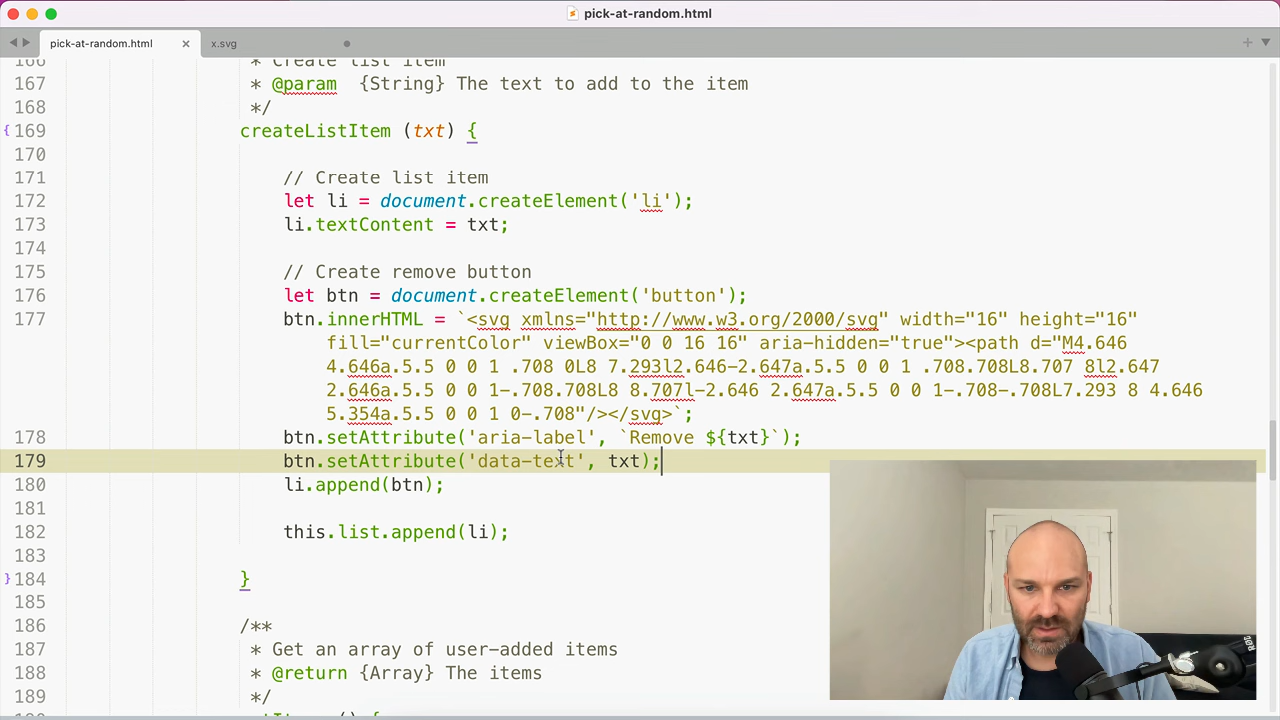 pick-at-random.html
pick-at-random.html
x.svg
166 * Create list item
167 * @param {String} The text to add to the item
168 */
169 createListItem (txt) {
170
171 // Create list item
172 let li = document.createElement('li');
173 li.textContent = txt;
174
175 // Create remove button
176 let btn = document.createElement('button');
177 btn.innerHTML = `<svg xmlns="http://www.w3.org/2000/svg" width="16" height="16"
fill="currentColor" viewBox="0 0 16 16" aria-hidden="true"><path d="M4.646
4.646a.5.5 0 0 1 .708 0L8 7.293l2.646-2.647a.5.5 0 0 1 .708.708L8.707 8l2.647
2.646a.5.5 0 0 1-.708.708L8 8.707l-2.646 2.647a.5.5 0 0 1-.708-.708L7.293 8 4.646
5.354a.5.5 0 0 1 0-.708"/></svg>`;
178 btn.setAttribute('aria-label', `Remove ${txt}`);
179 btn.setAttribute('data-text', txt);
180 li.append(btn);
181
182 this.list.append(li);
183
184 }
185
186 /**
187 * Get an array of user-added items
188 * @return {Array} The items
189 */